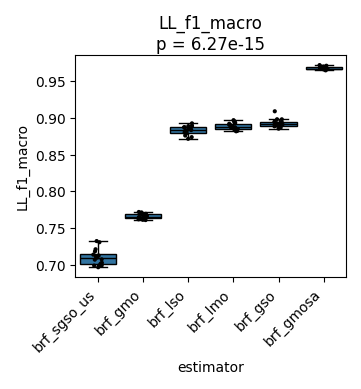 LL_f1_macro
p = 6.27e-15
LL_f1_macro
0.95
0.90
0.85
0.80
0.75
0.70
brf_sgso_us
brf_gmo
brf_lso
brf_lmo
brf_gso
brf_gmosa
estimator